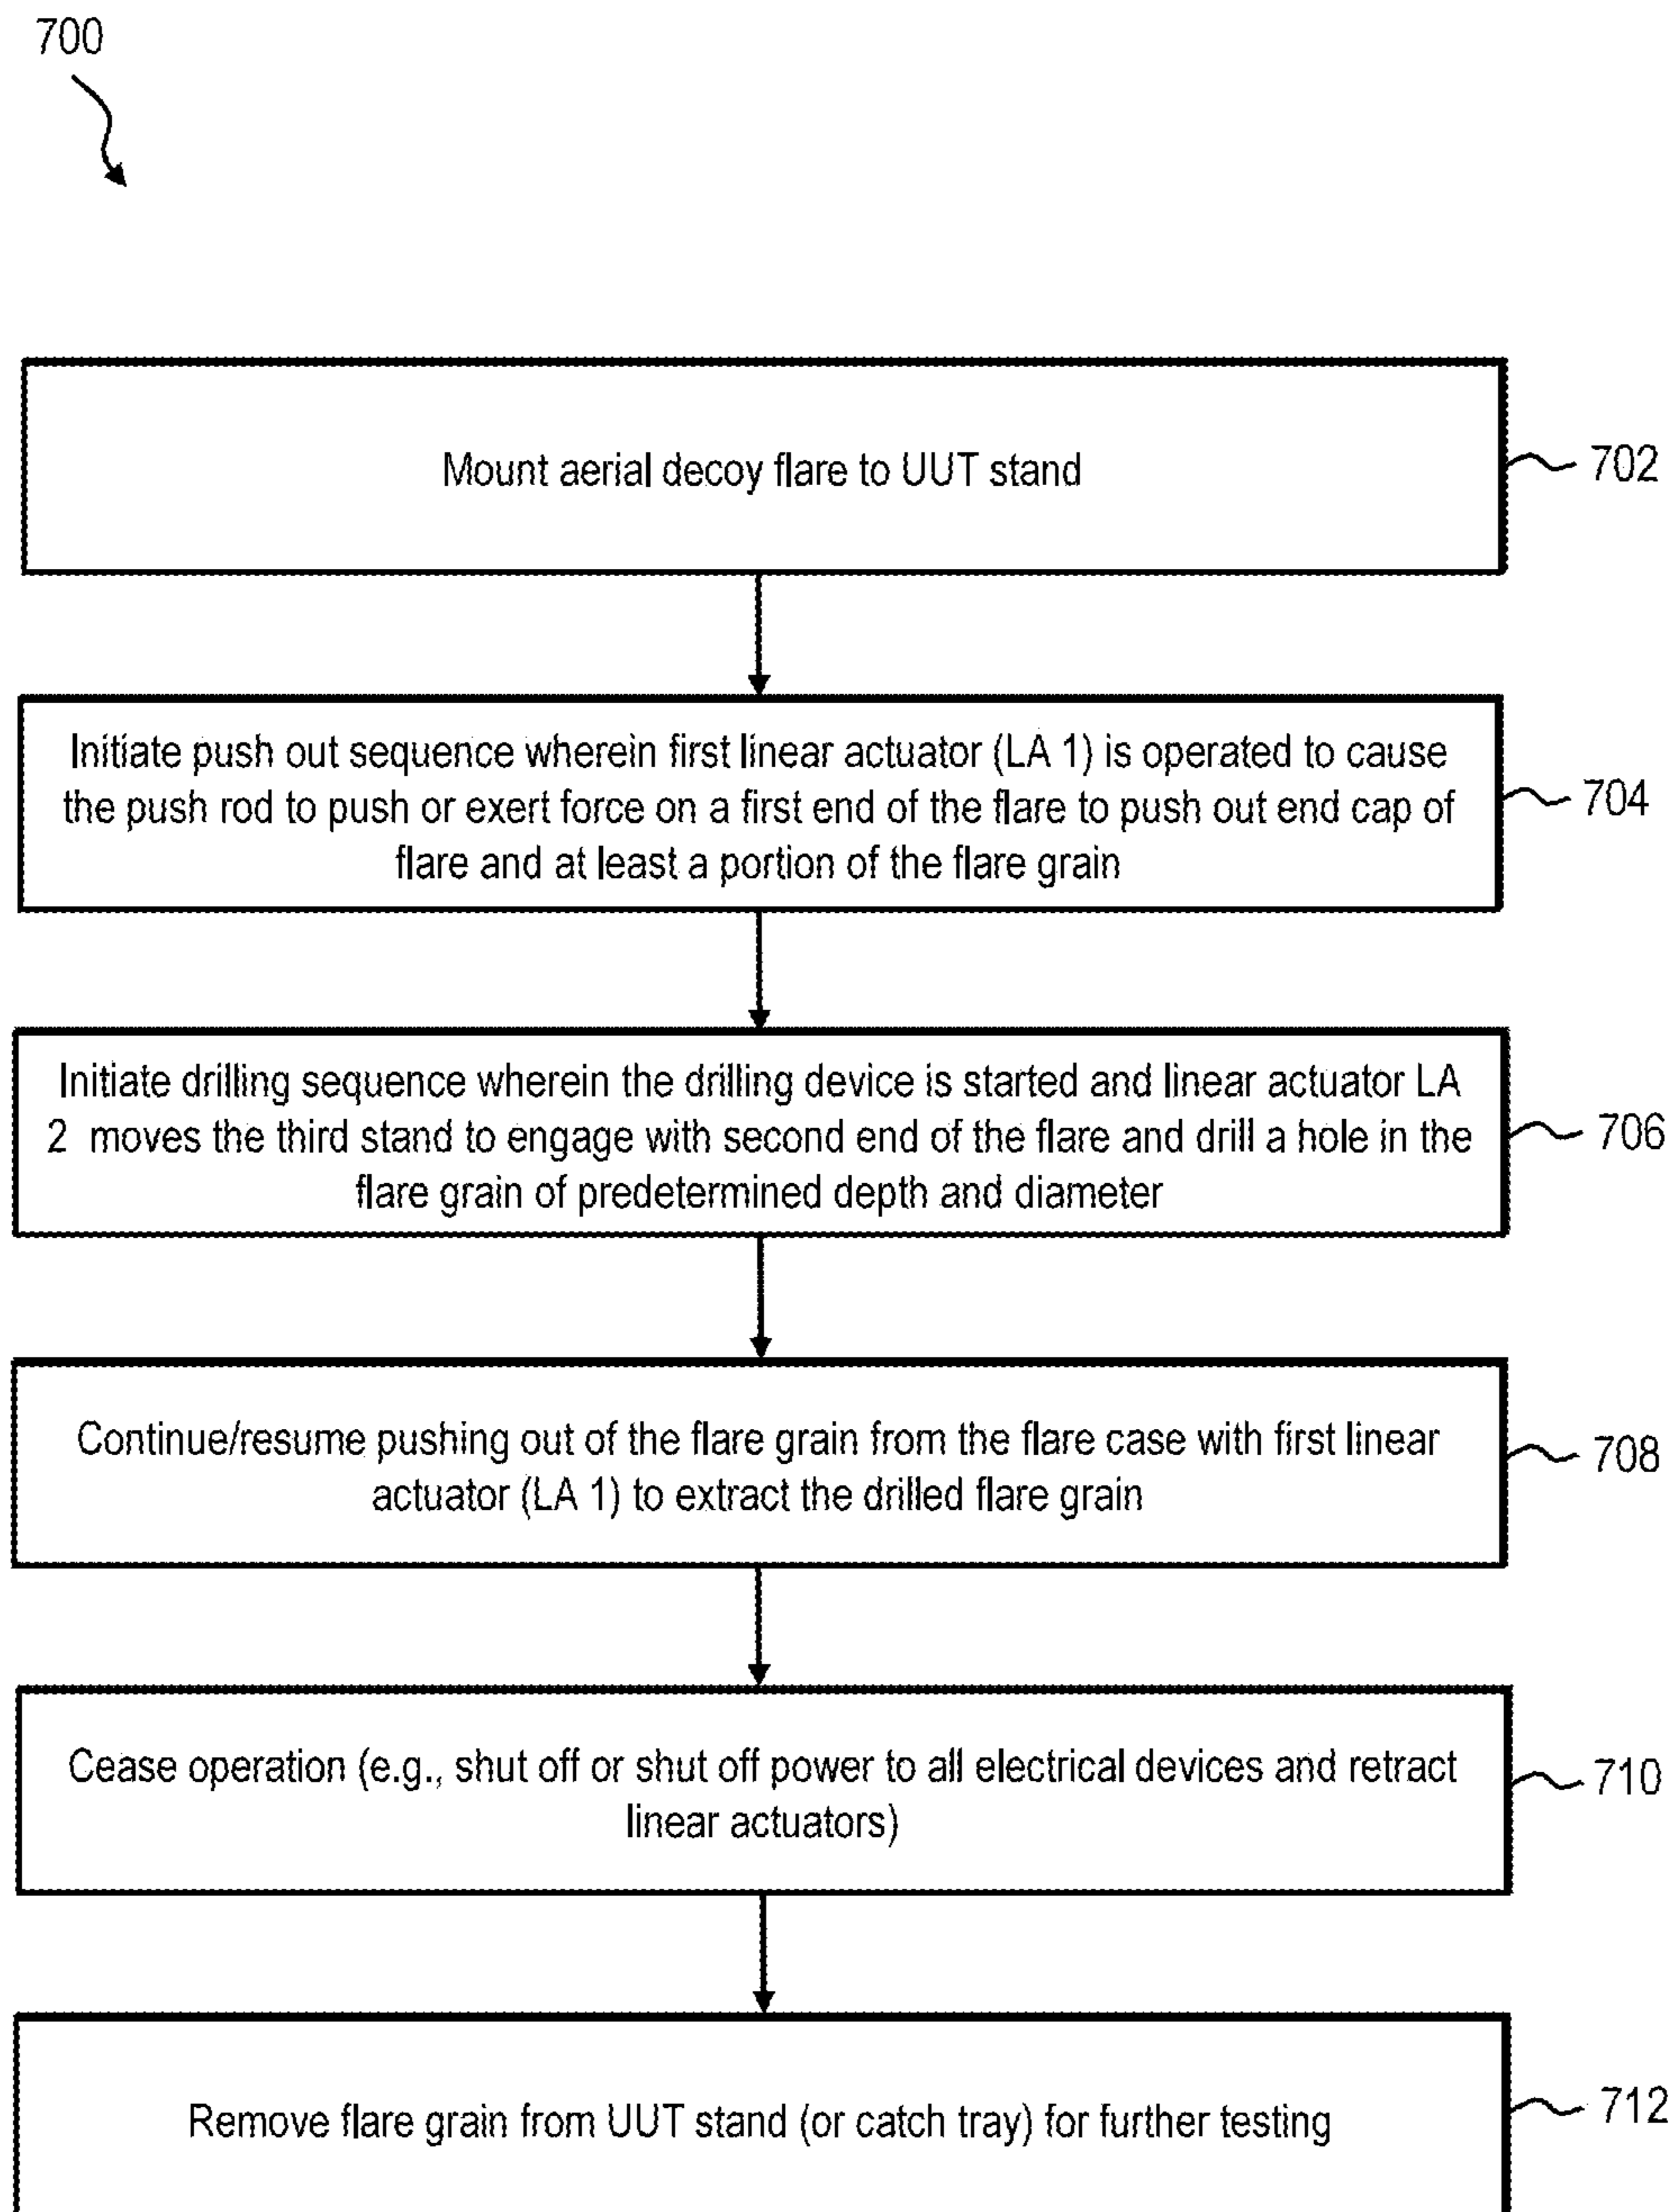 700
Mount aerial decoy flare to UUT stand
702
Initiate push out sequence wherein first linear actuator (LA 1) is operated to cause
the push rod to push or exert force on a first end of the flare to push out end cap of
flare and at least a portion of the flare grain
704
Initiate drilling sequence wherein the drilling device is started and linear actuator LA
2 moves the third stand to engage with second end of the flare and drill a hole in the
flare grain of predetermined depth and diameter
706
Continue/resume pushing out of the flare grain from the flare case with first linear
actuator (LA 1) to extract the drilled flare grain
708
Cease operation (e.g., shut off or shut off power to all electrical devices and retract
linear actuators)
710
Remove flare grain from UUT stand (or catch tray) for further testing
712